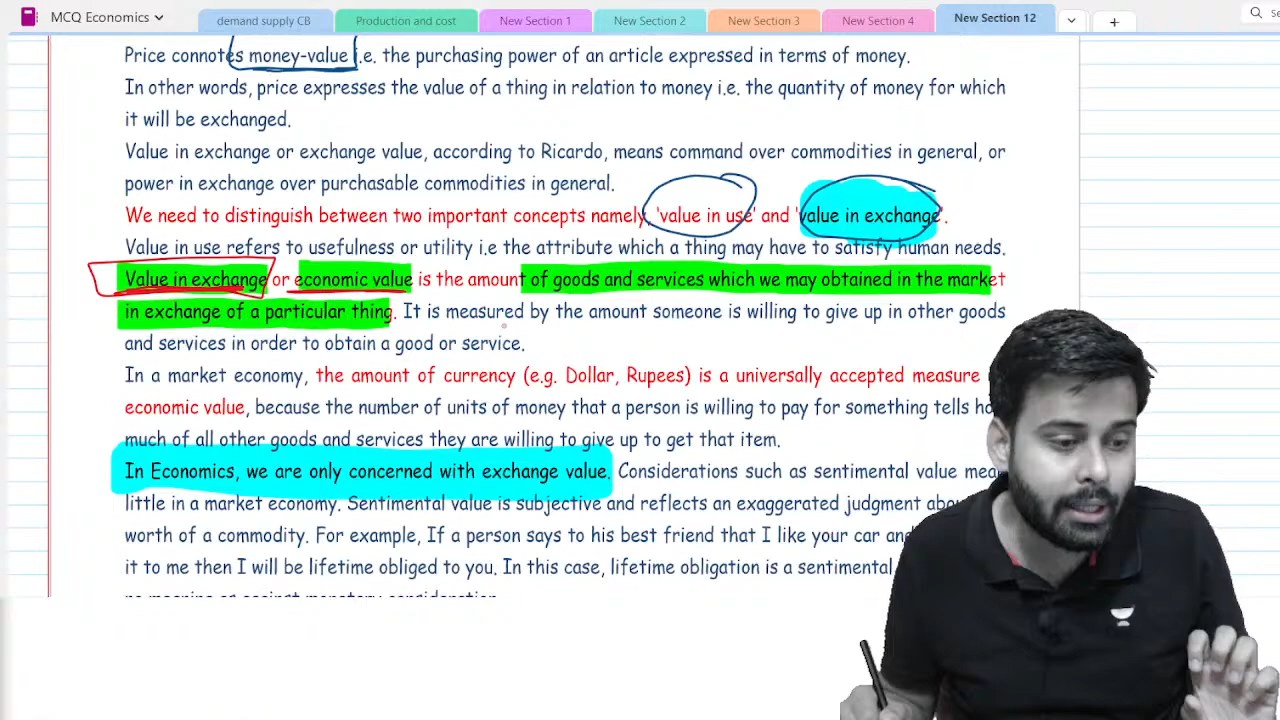 MCQ Economics
demand supply CB
Production and cost
New Section 1
New Section 2
New Section 3
New Section 4
New Section 12
Price connotes money-value i.e. the purchasing power of an article expressed in terms of money.
In other words, price expresses the value of a thing in relation to money i.e. the quantity of money for which
it will be exchanged.
Value in exchange or exchange value, according to Ricardo, means command over commodities in general, or
power in exchange over purchasable commodities in general.
We need to distinguish between two important concepts namely, 'value in use' and 'value in exchange'.
Value in use refers to usefulness or utility i.e the attribute which a thing may have to satisfy human needs.
Value in exchange or economic value is the amount of goods and services which we may obtained in the market
in exchange of a particular thing. It is measured by the amount someone is willing to give up in other goods
and services in order to obtain a good or service.
In a market economy, the amount of currency (e.g. Dollar, Rupees) is a universally accepted measure
economic value, because the number of units of money that a person is willing to pay for something tells
much of all other goods and services they are willing to give up to get that item.
In Economics, we are only concerned with exchange value. Considerations such as sentimental value
little in a market economy. Sentimental value is subjective and reflects an exaggerated judgment
worth of a commodity. For example, If a person says to his best friend that I like your car
it to me then I will be lifetime obliged to you. In this case, lifetime obligation is a sentimental